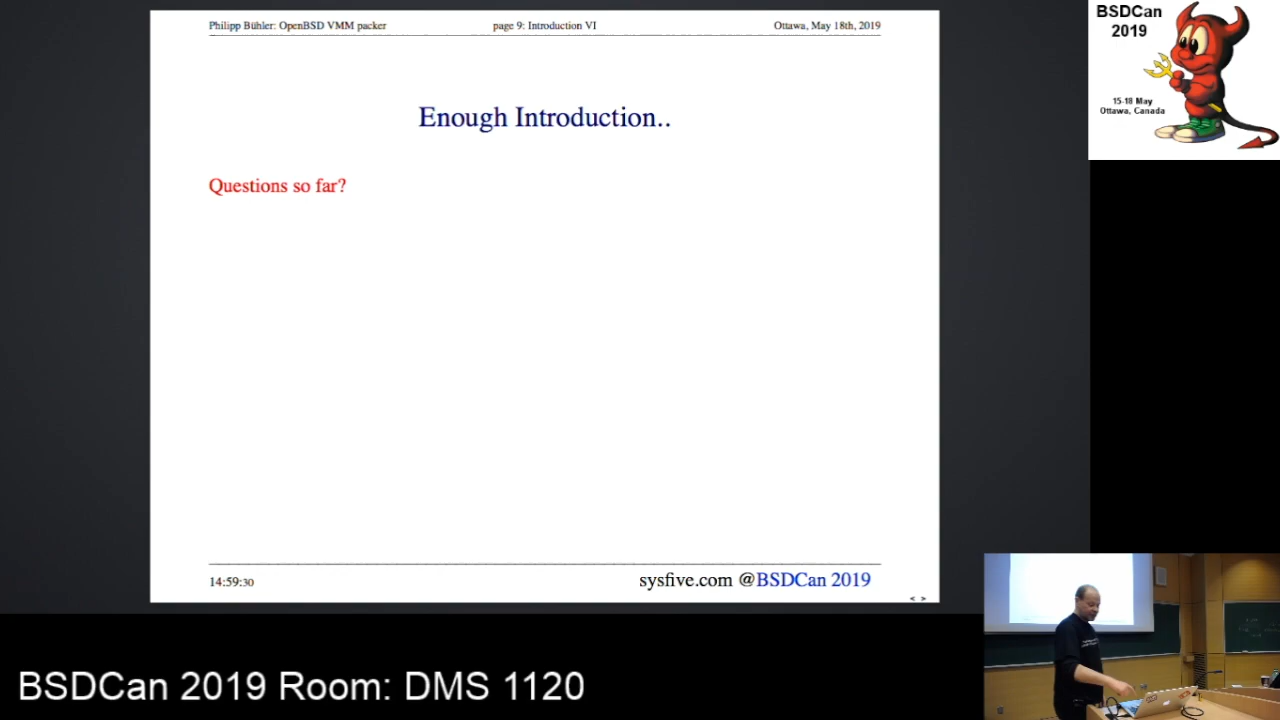 Philipp Bühler: OpenBSD VMM packer page 9: Introduction VI Ottawa, May 18th, 2019
Enough Introduction..
Questions so far?
14:59:30 sysfive.com @BSDCan 2019
< >
BSDCan
2019
15-18 May
Ottawa, Canada
BSDCan 2019 Room: DMS 1120